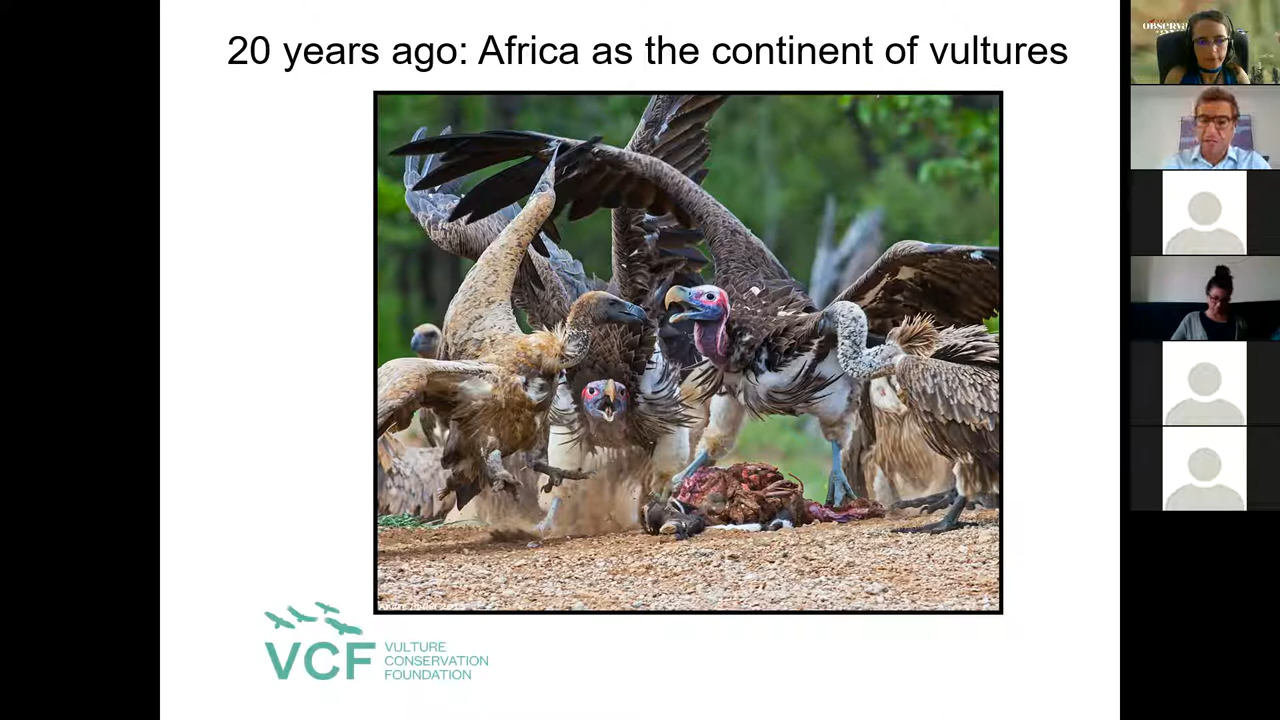 20 years ago: Africa as the continent of vultures
VCF
VULTURE
CONSERVATION
FOUNDATION